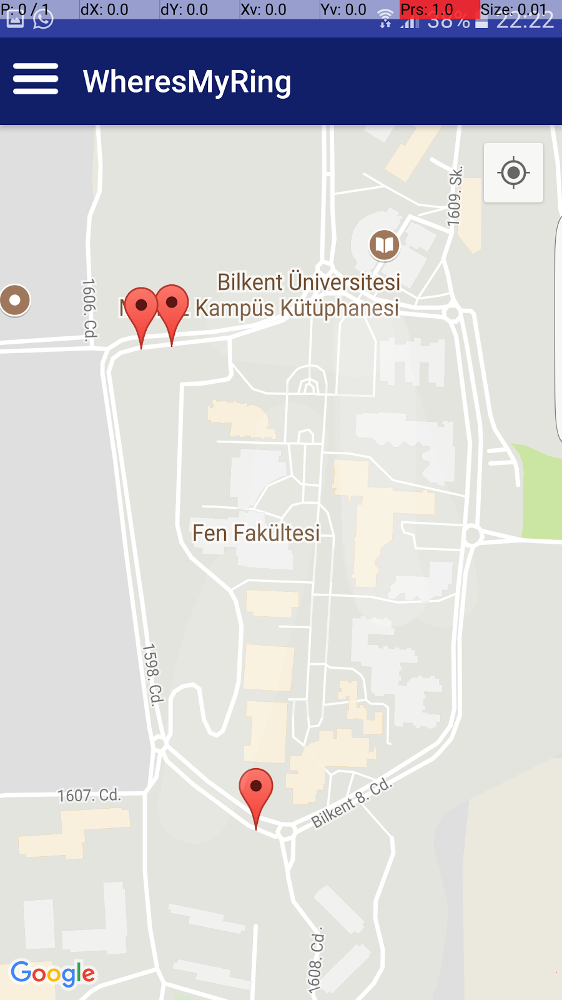 P: 0 / 1 dX: 0.0 dY: 0.0 Xv: 0.0 Yv: 0.0 Prs: 1.0 Size: 0.01
38% 22:22
WheresMyRing
1609. Sk.
1606. Cd.
Bilkent Üniversitesi
Kampüs Kütüphanesi
Fen Fakültesi
1598. Cd.
1607. Cd.
Bilkent 8. Cd.
1608. Cd.
Google